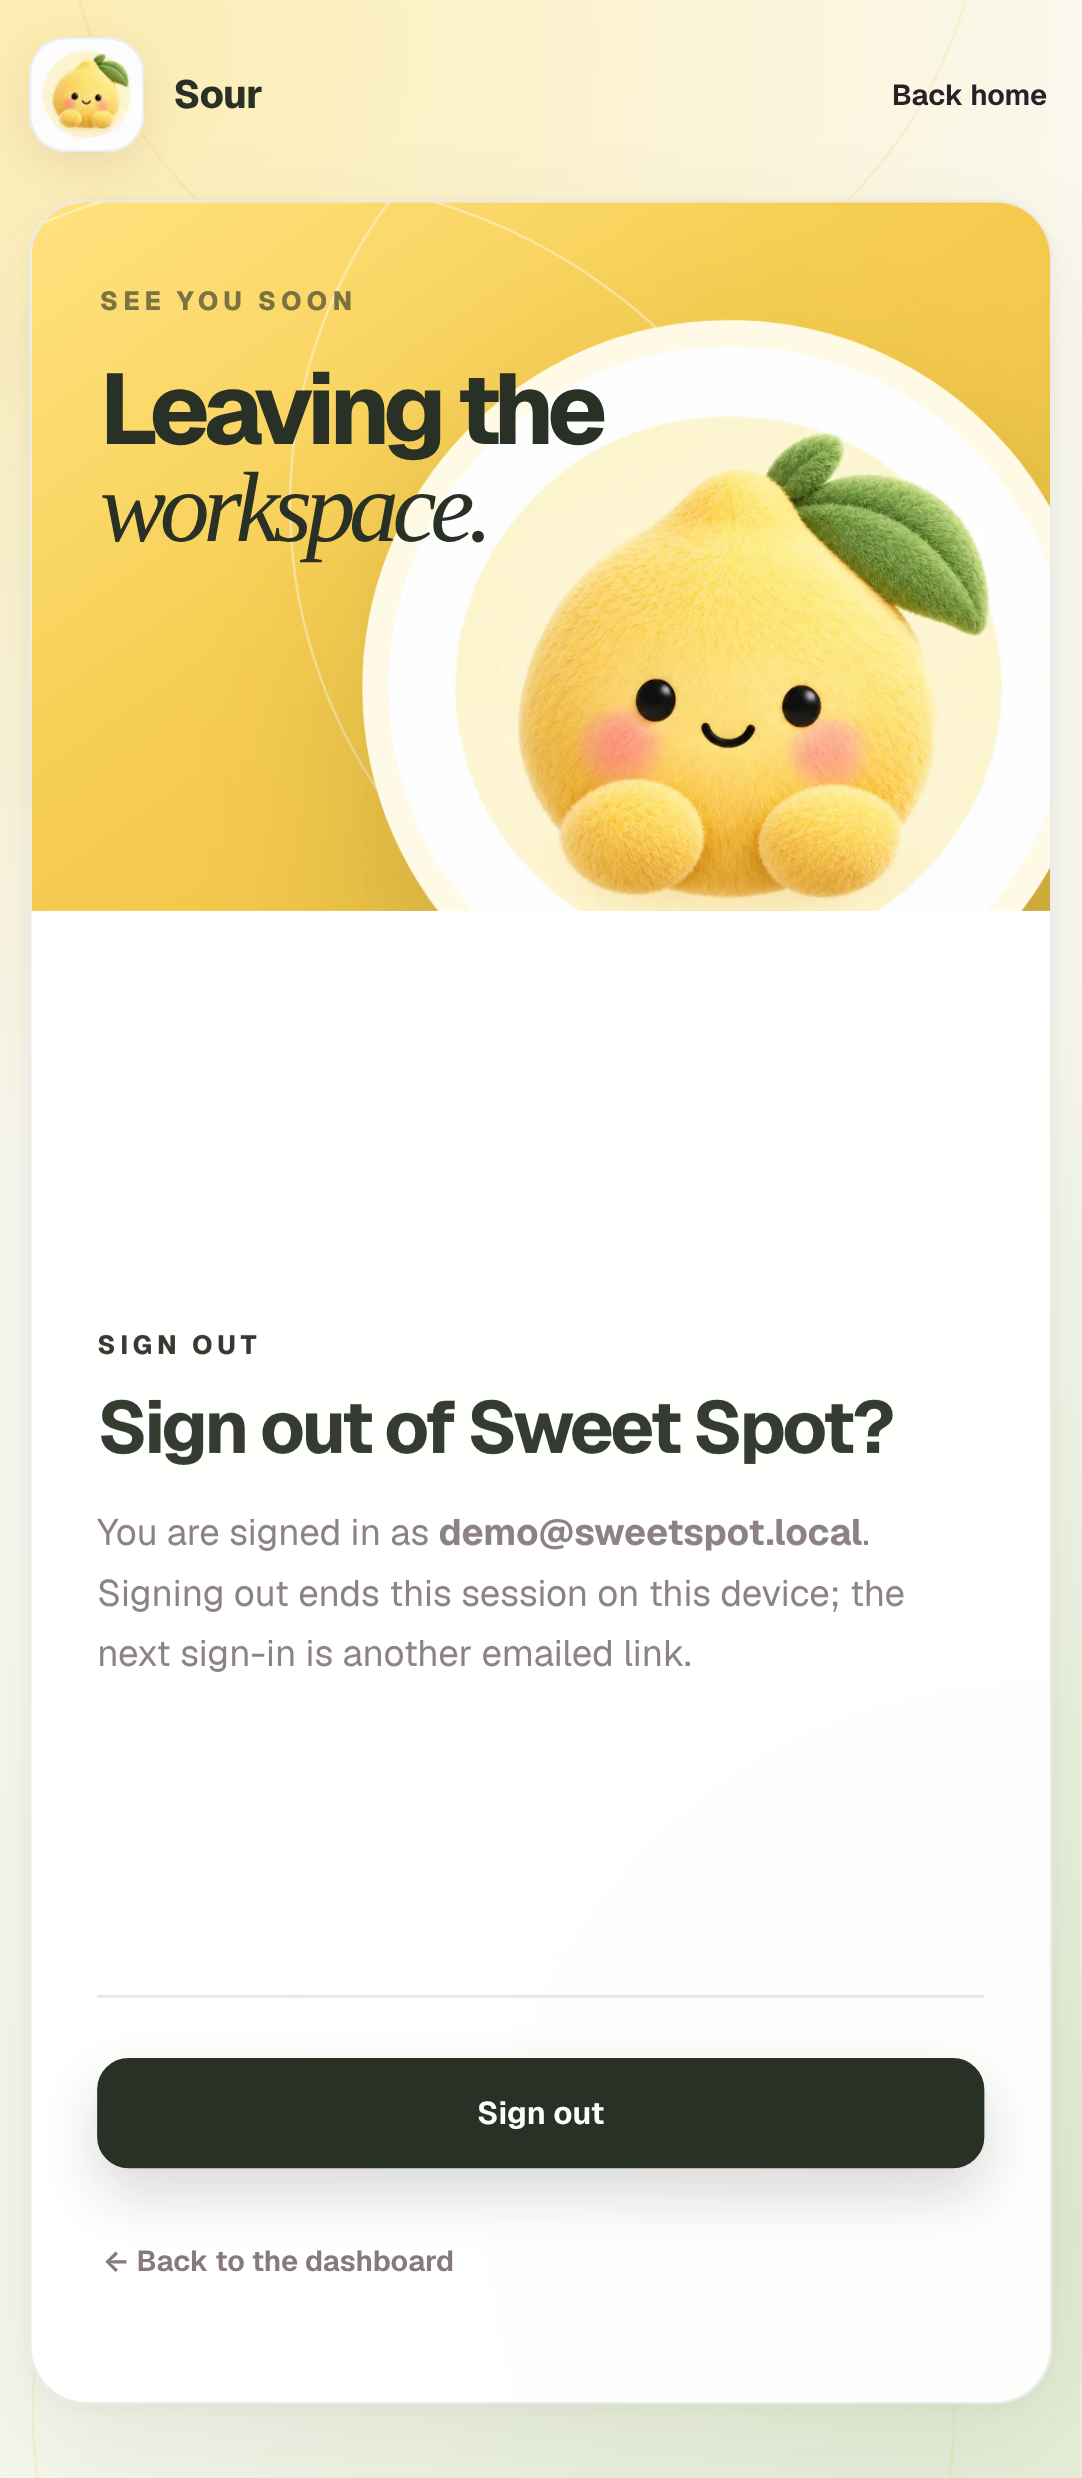 Sour
Back home
SEE YOU SOON
Leaving the
workspace.
SIGN OUT
Sign out of Sweet Spot?
You are signed in as demo@sweetspot.local.
Signing out ends this session on this device; the
next sign-in is another emailed link.
Sign out
← Back to the dashboard